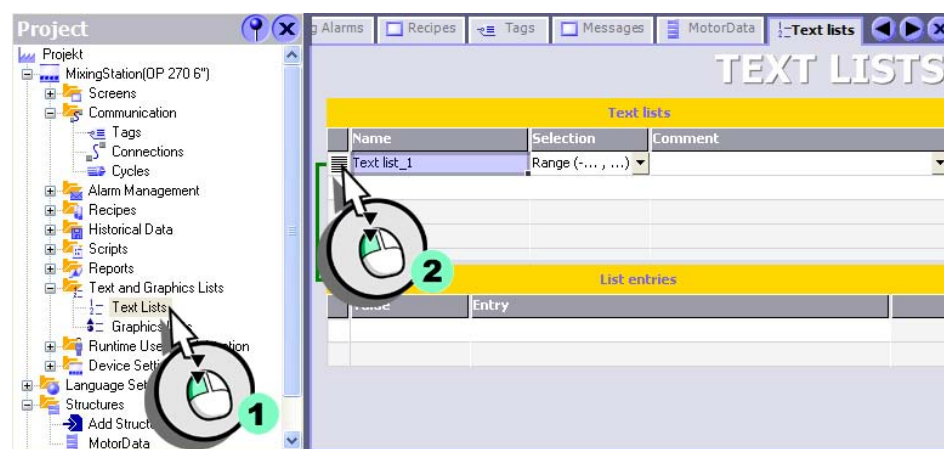 Project
Projekt
MixingStation(OP 270 6")
Screens
Communication
Tags
Connections
Cycles
Alarm Management
Recipes
Historical Data
Scripts
Reports
Text and Graphics Lists
Text Lists
Graphics
Runtime Use
Device Setti
Language Set
Structures
Add Struct
MotorData
1
g Alarms Recipes Tags Messages MotorData Text lists
TEXT LISTS
Text lists
Name Selection Comment
Text list_1 Range (-... , ...)
2
List entries
Value Entry